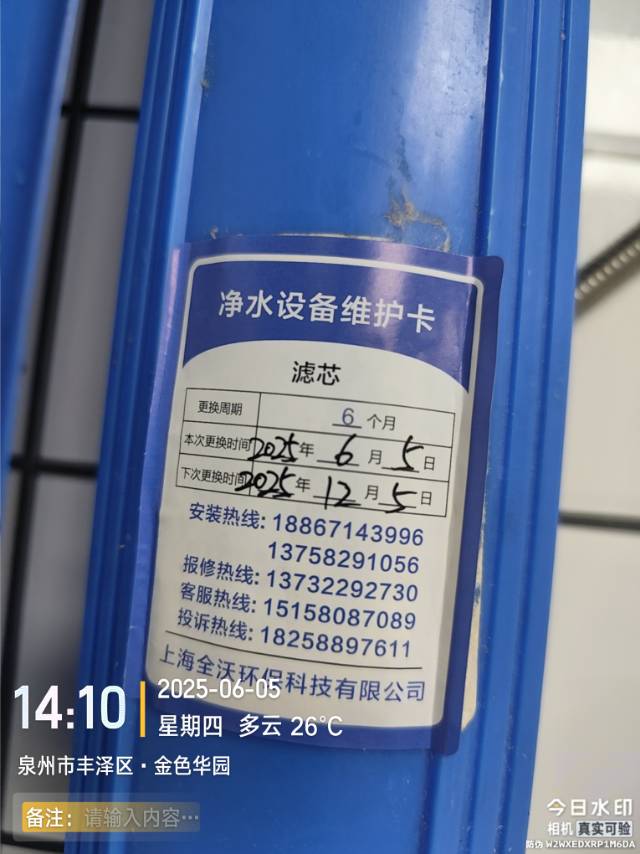 净水设备维护卡
滤芯
更换周期 6 个月
本次更换时间 2025 年 6 月 5 日
下次更换时间 2025 年 12 月 5 日
安装热线: 18867143996
13758291056
报修热线: 13732292730
客服热线: 15158087089
投诉热线: 18258897611
上海全沃环保科技有限公司
14:10
2025-06-05
星期四 多云 26°C
泉州市丰泽区·金色华园
备注: 请输入内容…
今日水印
相机 真实可验
防伪 W2WXEDXRP1M6DA